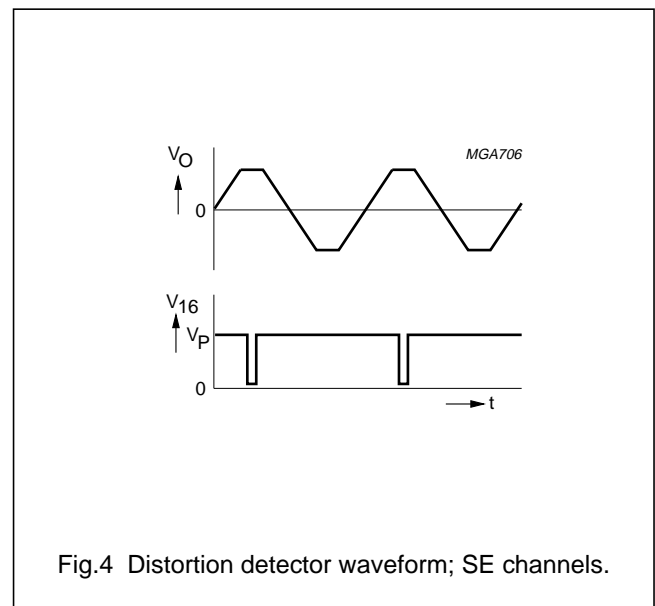 VO
MGA706
0
V16
VP
0
t
Fig.4 Distortion detector waveform; SE channels.